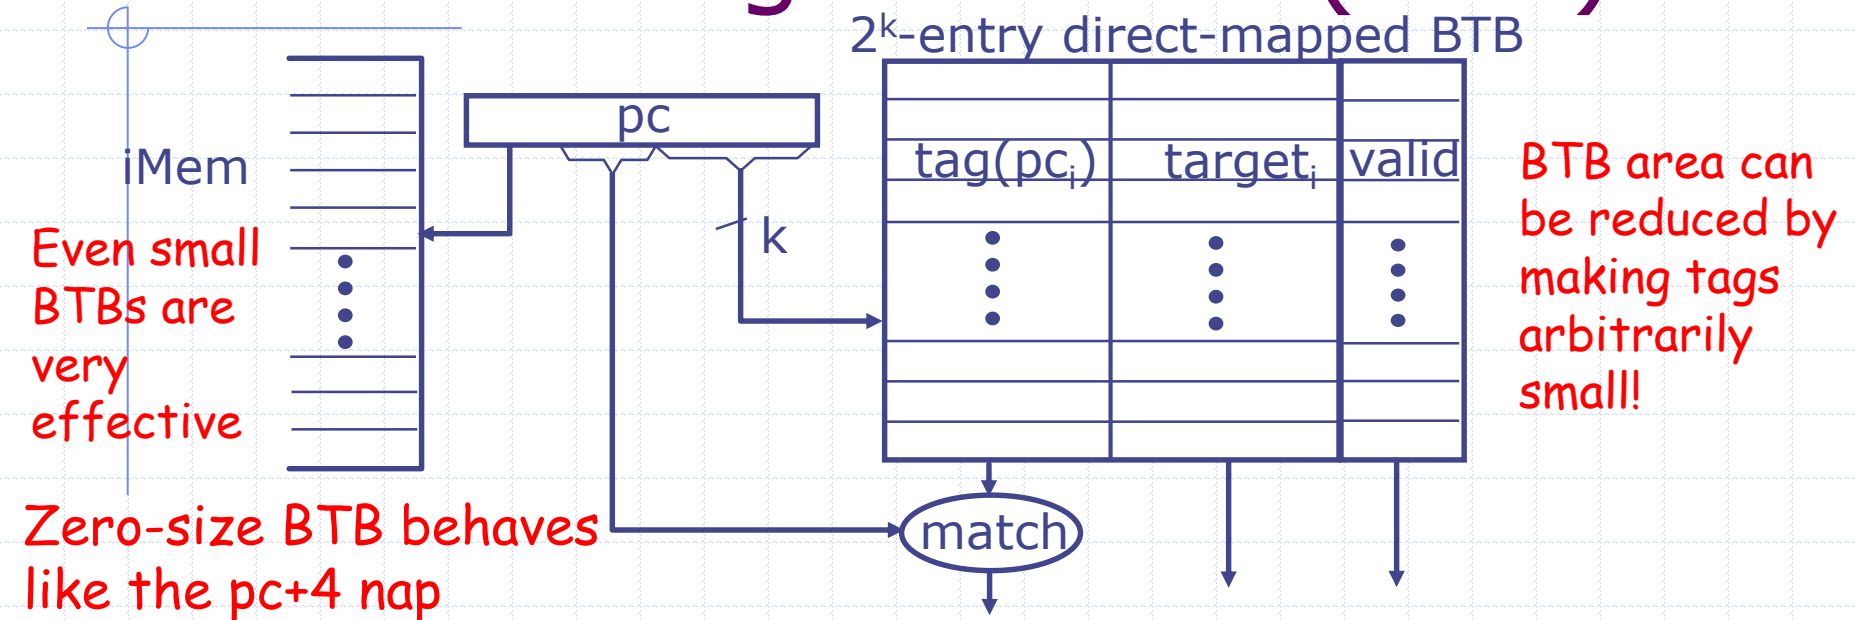 2ᵏ-entry direct-mapped BTB
pc
iMem
tag(pcᵢ) targetᵢ valid
k
Even small
BTBs are
very
effective
BTB area can
be reduced by
making tags
arbitrarily
small!
match
Zero-size BTB behaves
like the pc+4 nap